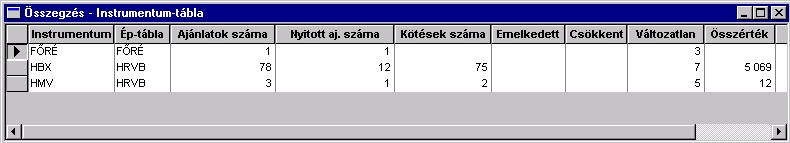 Összegzés - Instrumentum-tábla
Instrumentum Ép-tábla Ajánlatok száma Nyitott aj. száma Kötések száma Emelkedett Csökkent Változatlan Összérték
FŐRÉ FŐRÉ 1 1 3
HBX HRVB 78 12 75 7 5 069
HMV HRVB 3 1 2 5 12